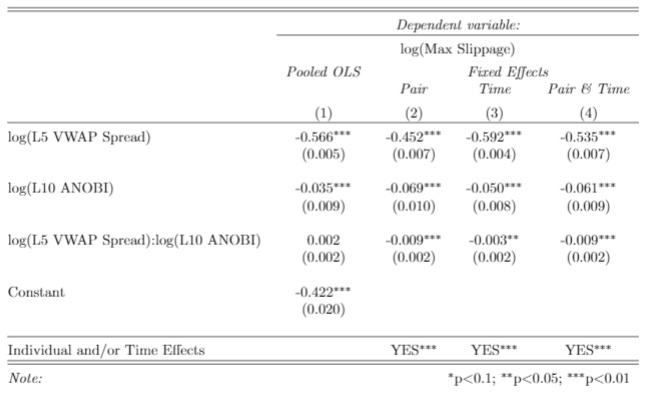 Dependent variable:
log(Max Slippage)
Pooled OLS Fixed Effects
Pair Time Pair & Time
(1) (2) (3) (4)
log(L5 VWAP Spread) -0.566*** -0.452*** -0.592*** -0.535***
(0.005) (0.007) (0.004) (0.007)
log(L10 ANOBI) -0.035*** -0.069*** -0.050*** -0.061***
(0.009) (0.010) (0.008) (0.009)
log(L5 VWAP Spread):log(L10 ANOBI) 0.002 -0.009*** -0.003** -0.009***
(0.002) (0.002) (0.002) (0.002)
Constant -0.422***
(0.020)
Individual and/or Time Effects YES*** YES*** YES***
Note: *p<0.1; **p<0.05; ***p<0.01